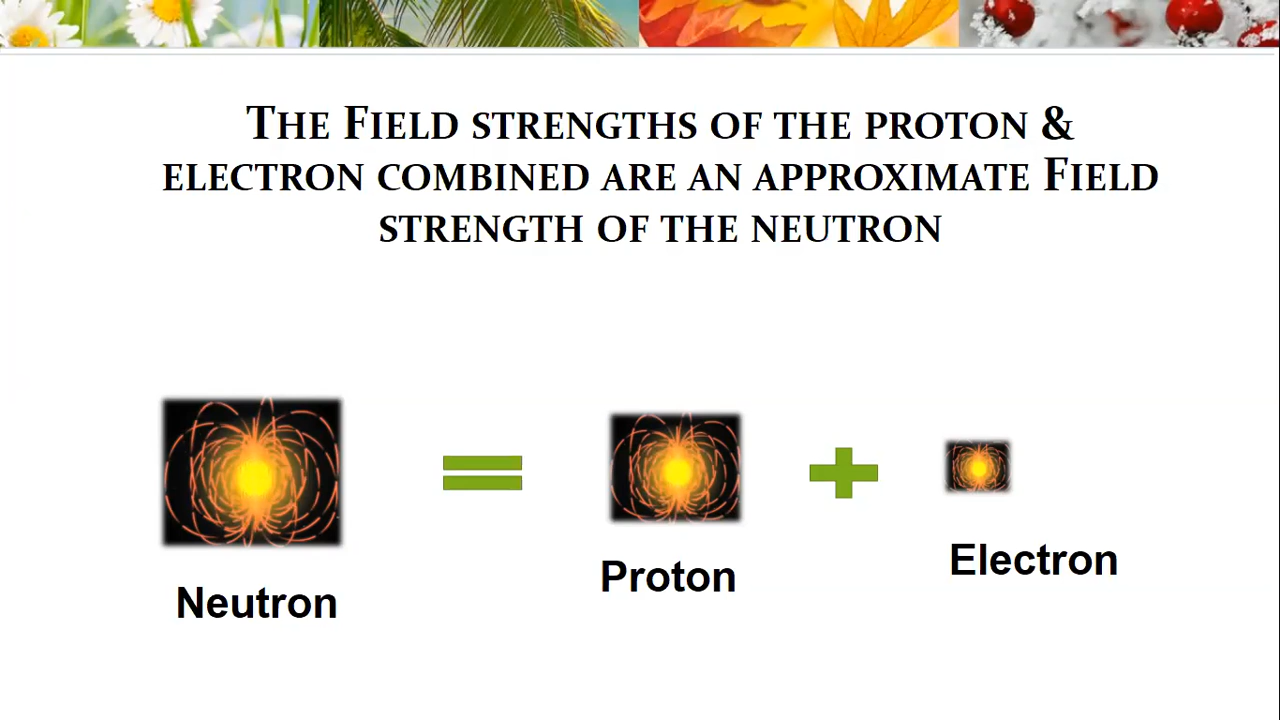 The Field strengths of the proton &
electron combined are an approximate Field
strength of the neutron
Neutron
Proton
Electron